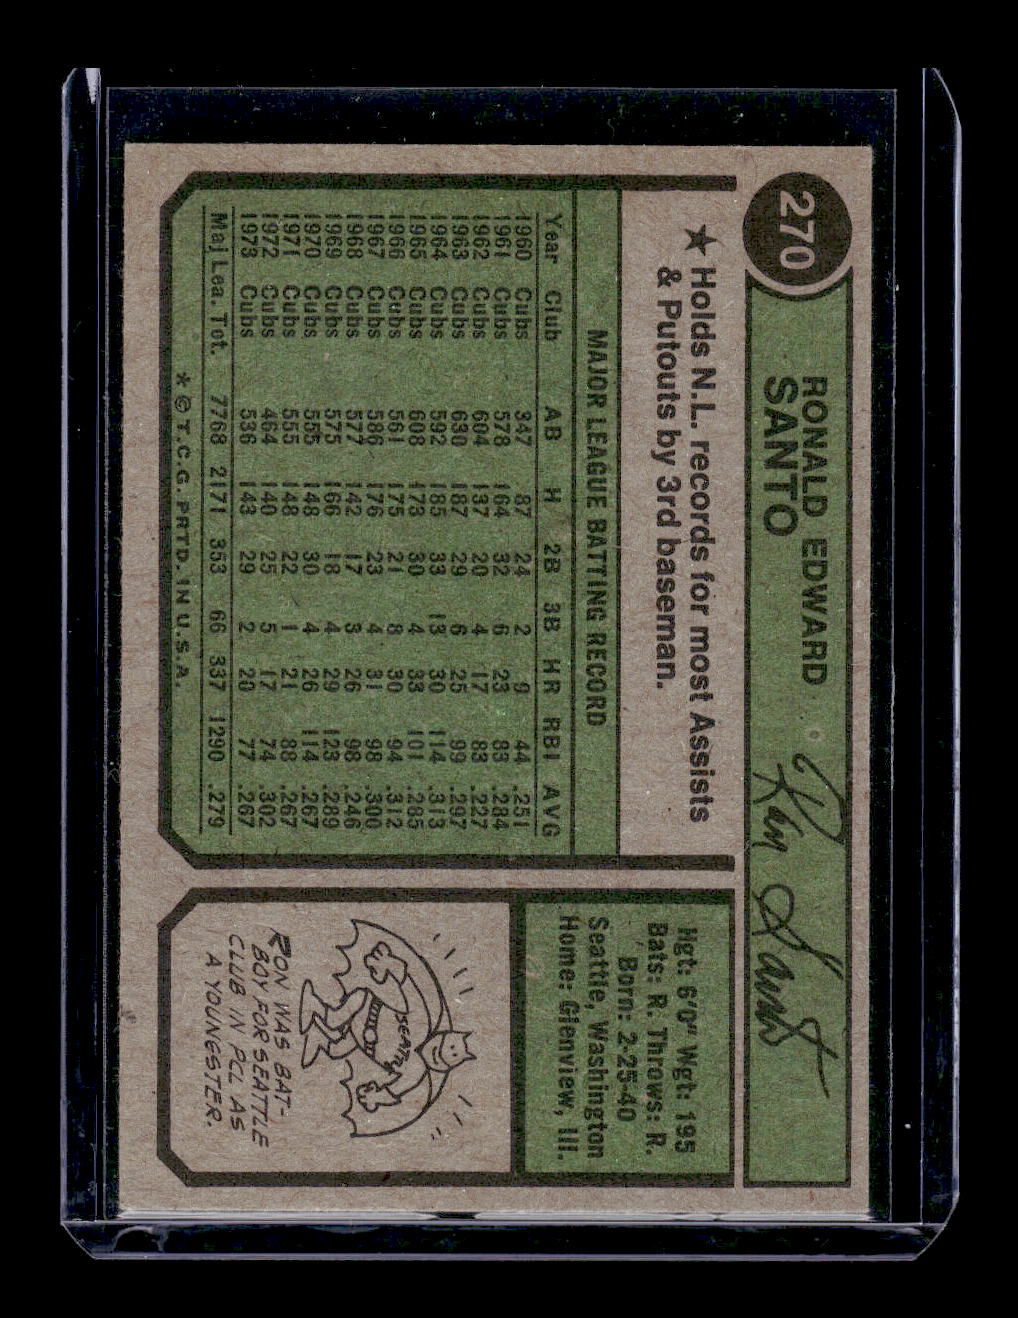 270
RONALD EDWARD
SANTO
Ron Santo
★ Holds N.L. records for most Assists
& Putouts by 3rd baseman.
MAJOR LEAGUE BATTING RECORD
Year Club AB H 2B 3B HR RBI AVG
1960 Cubs 347 87 24 2 9 44 .251
1961 Cubs 578 164 32 6 23 83 .284
1962 Cubs 604 137 20 4 17 83 .227
1963 Cubs 630 187 29 6 25 99 .297
1964 Cubs 592 185 33 13 30 114 .313
1965 Cubs 608 173 30 4 33 101 .285
1966 Cubs 561 175 21 8 30 94 .312
1967 Cubs 586 176 23 4 31 98 .300
1968 Cubs 577 142 17 3 26 98 .246
1969 Cubs 575 166 18 4 29 123 .289
1970 Cubs 555 148 30 4 26 114 .267
1971 Cubs 555 148 22 1 21 88 .267
1972 Cubs 464 140 25 5 17 74 .302
1973 Cubs 536 143 29 2 20 77 .267
Maj Lea. Tot. 7768 2171 353 66 337 1290 .279
* © T.C.G. PRTD. IN U.S.A.
Hgt: 6'0" Wgt: 195
Bats: R. Throws: R.
Born: 2-25-40
Seattle, Washington
Home: Glenview, Ill.
SEATTLE
RON WAS BAT-
BOY FOR SEATTLE
CLUB IN PCL AS
A YOUNGSTER.